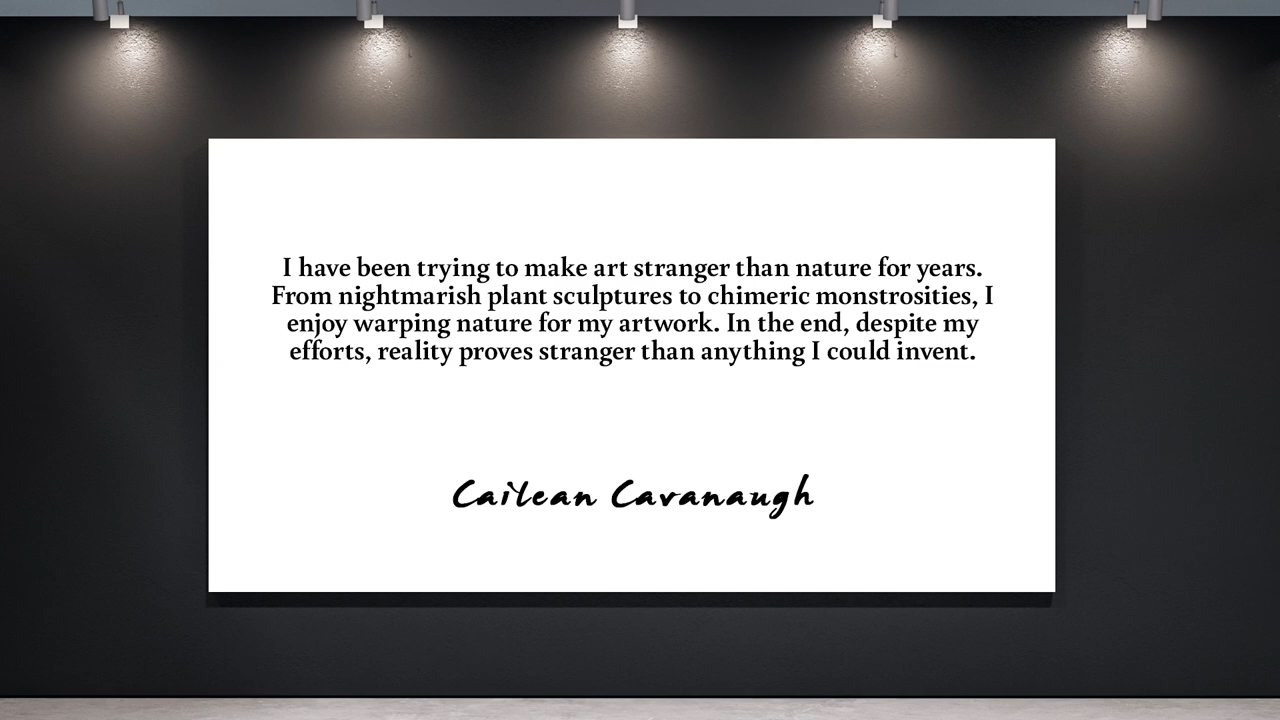 I have been trying to make art stranger than nature for years.
From nightmarish plant sculptures to chimeric monstrosities, I
enjoy warping nature for my artwork. In the end, despite my
efforts, reality proves stranger than anything I could invent.
Cailean Cavanaugh